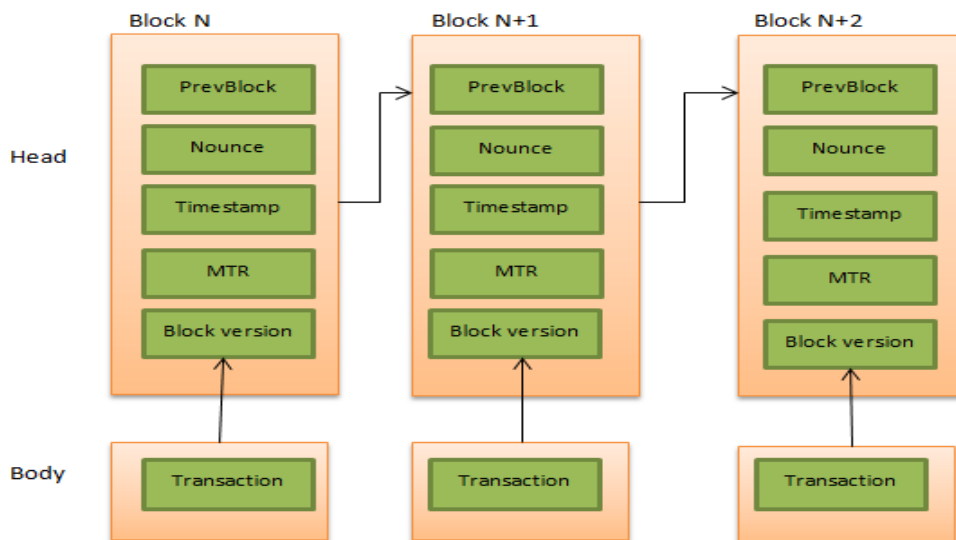 Block N
Block N+1
Block N+2
Head
PrevBlock
Nounce
Timestamp
MTR
Block version
PrevBlock
Nounce
Timestamp
MTR
Block version
PrevBlock
Nounce
Timestamp
MTR
Block version
Body
Transaction
Transaction
Transaction